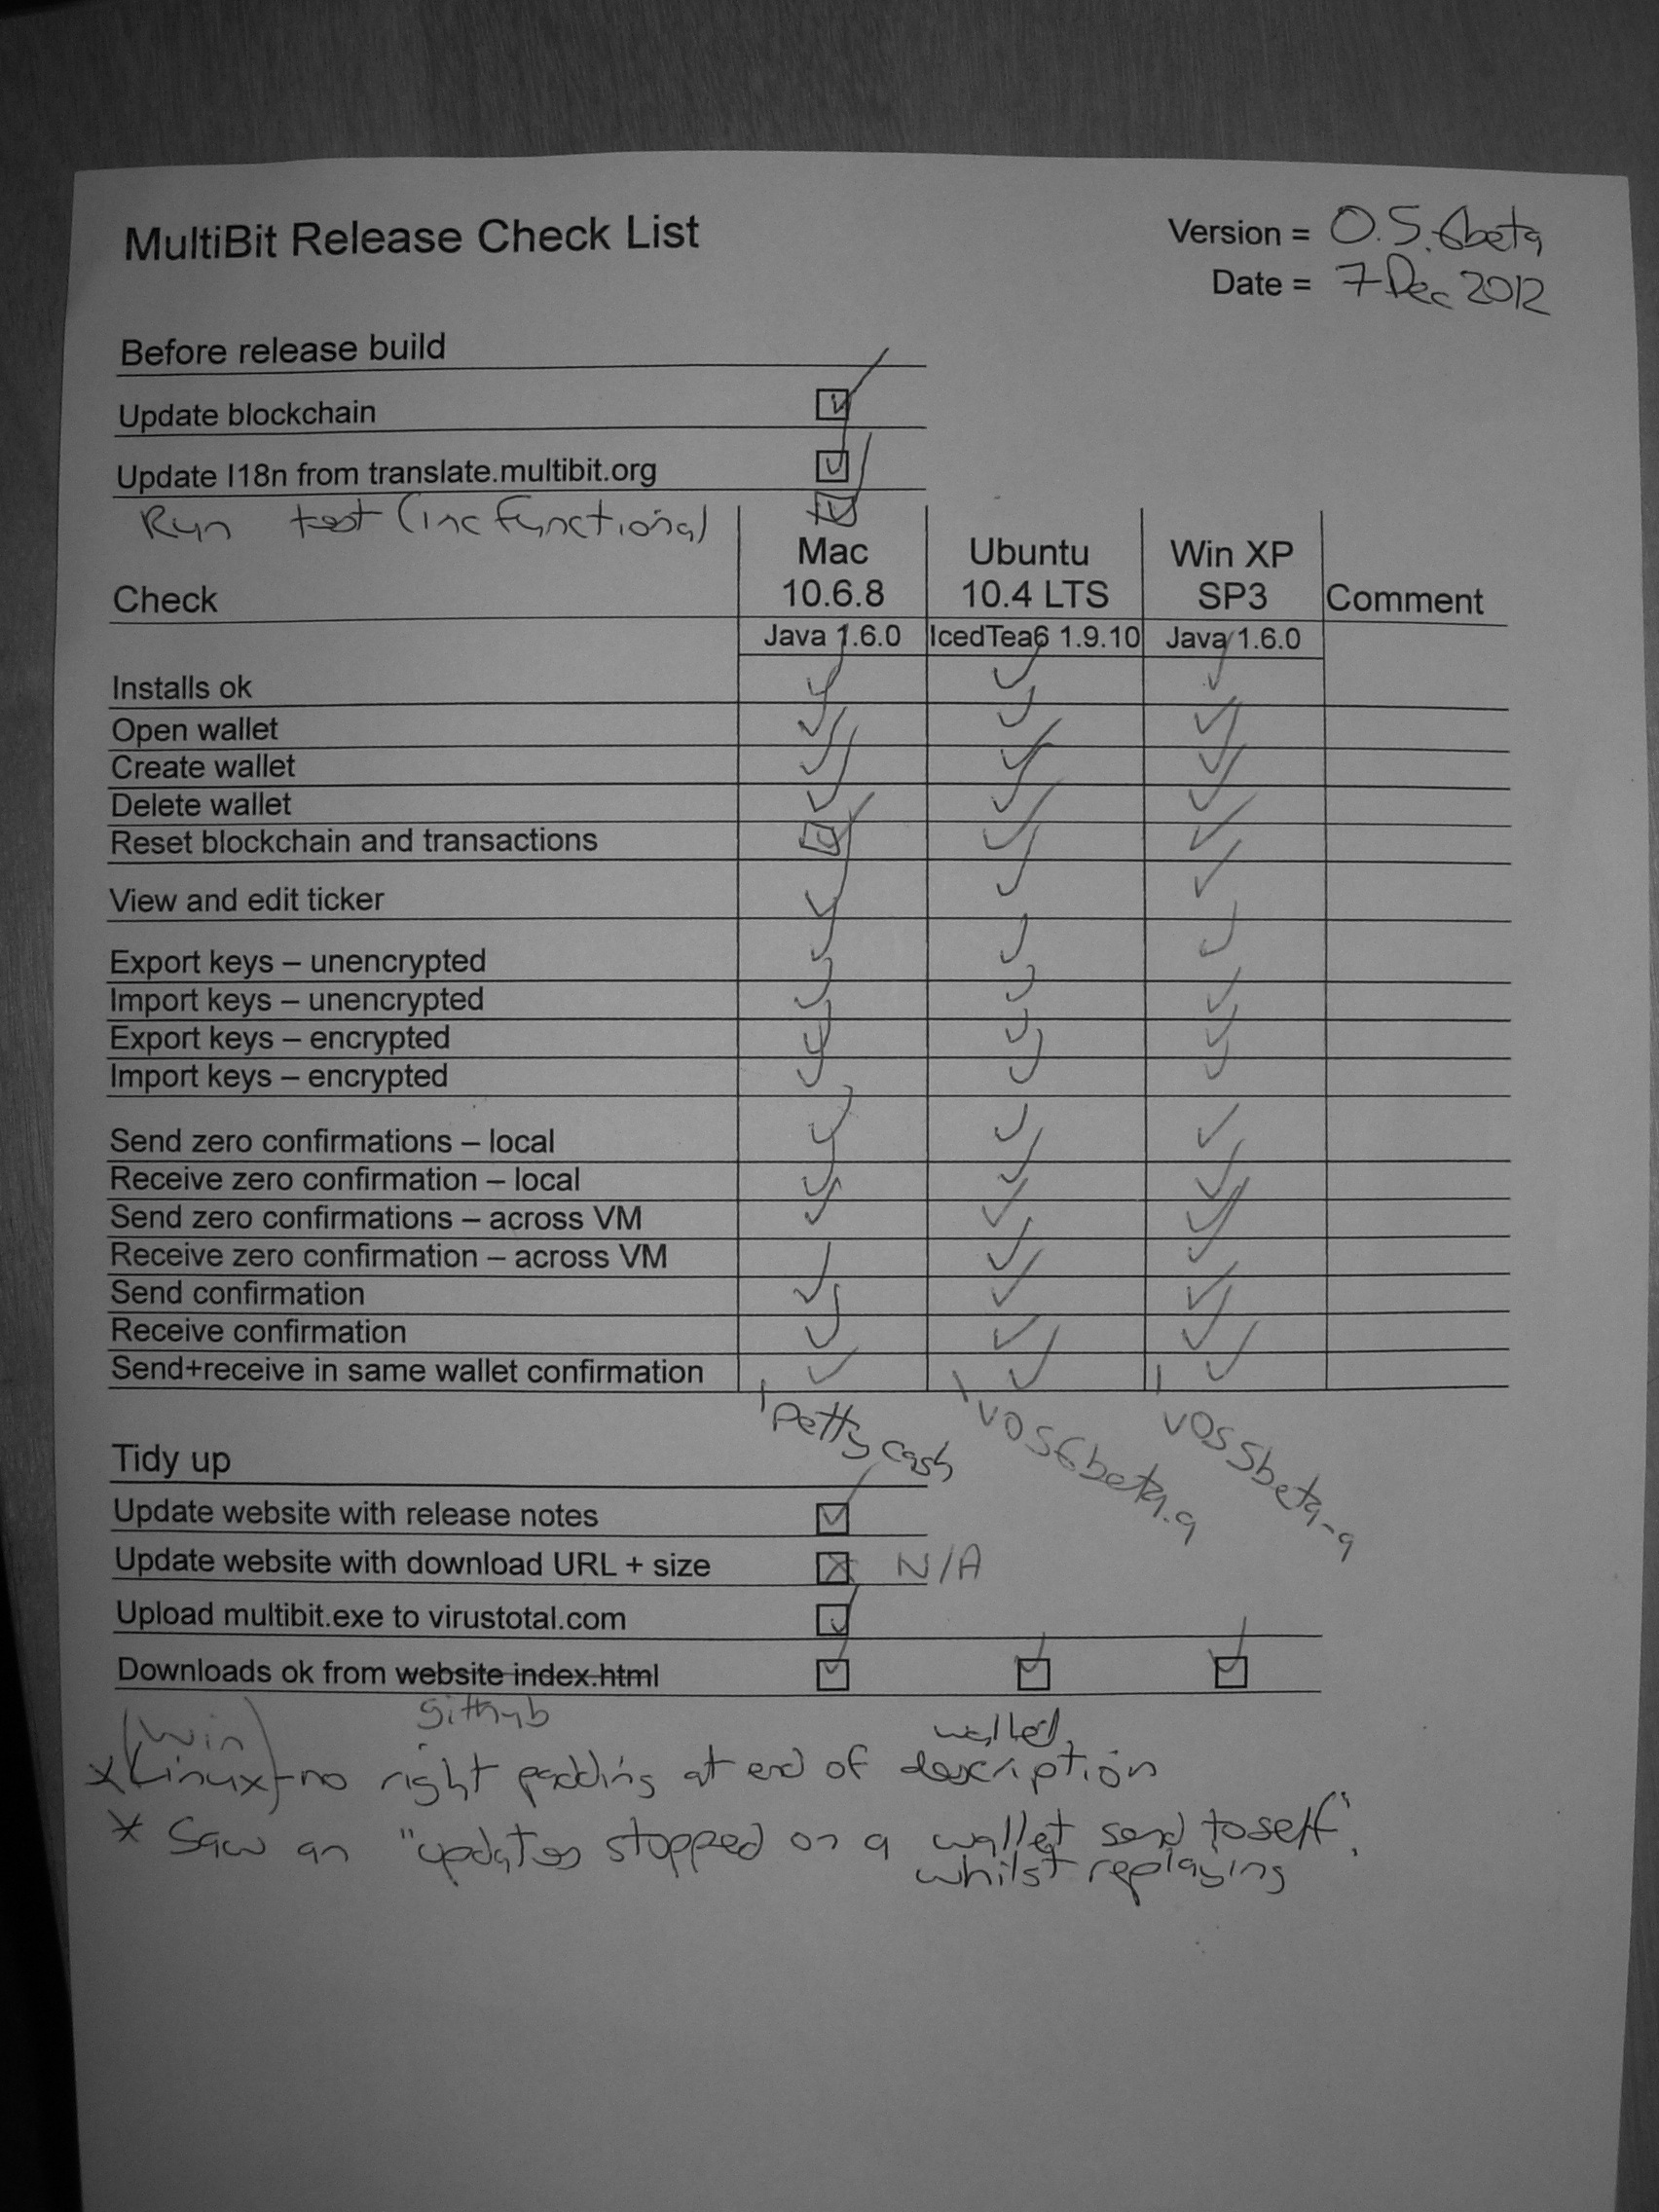 MultiBit Release Check List
Version = 0.5.6beta
Date = 7 Dec 2012
Before release build
Update blockchain ☑
Update I18n from translate.multibit.org ☑
Run test (inc functional) ☑
Check Mac 10.6.8 Ubuntu 10.4 LTS Win XP SP3 Comment
Java 1.6.0 IcedTea6 1.9.10 Java 1.6.0
Installs ok ✓ ✓ ✓
Open wallet ✓ ✓ ✓
Create wallet ✓ ✓ ✓
Delete wallet ✓ ✓ ✓
Reset blockchain and transactions ☑ ✓ ✓
View and edit ticker ✓ ✓ ✓
Export keys – unencrypted ✓ ✓ ✓
Import keys – unencrypted ✓ ✓ ✓
Export keys – encrypted ✓ ✓ ✓
Import keys – encrypted ✓ ✓ ✓
Send zero confirmations – local ✓ ✓ ✓
Receive zero confirmation – local ✓ ✓ ✓
Send zero confirmations – across VM ✓ ✓ ✓
Receive zero confirmation – across VM ✓ ✓ ✓
Send confirmation ✓ ✓ ✓
Receive confirmation ✓ ✓ ✓
Send+receive in same wallet confirmation ✓ ✓ ✓
Petty cash
v056beta.9
v055beta-9
Tidy up
Update website with release notes ☑
Update website with download URL + size ☒ N/A
Upload multibit.exe to virustotal.com ☑
Downloads ok from website index.html ☑ ☑ ☑
github
(Win)
wallet
* (Linux) - no right padding at end of description
* Saw an "updates stopped on a wallet send to self".
whilst replaying